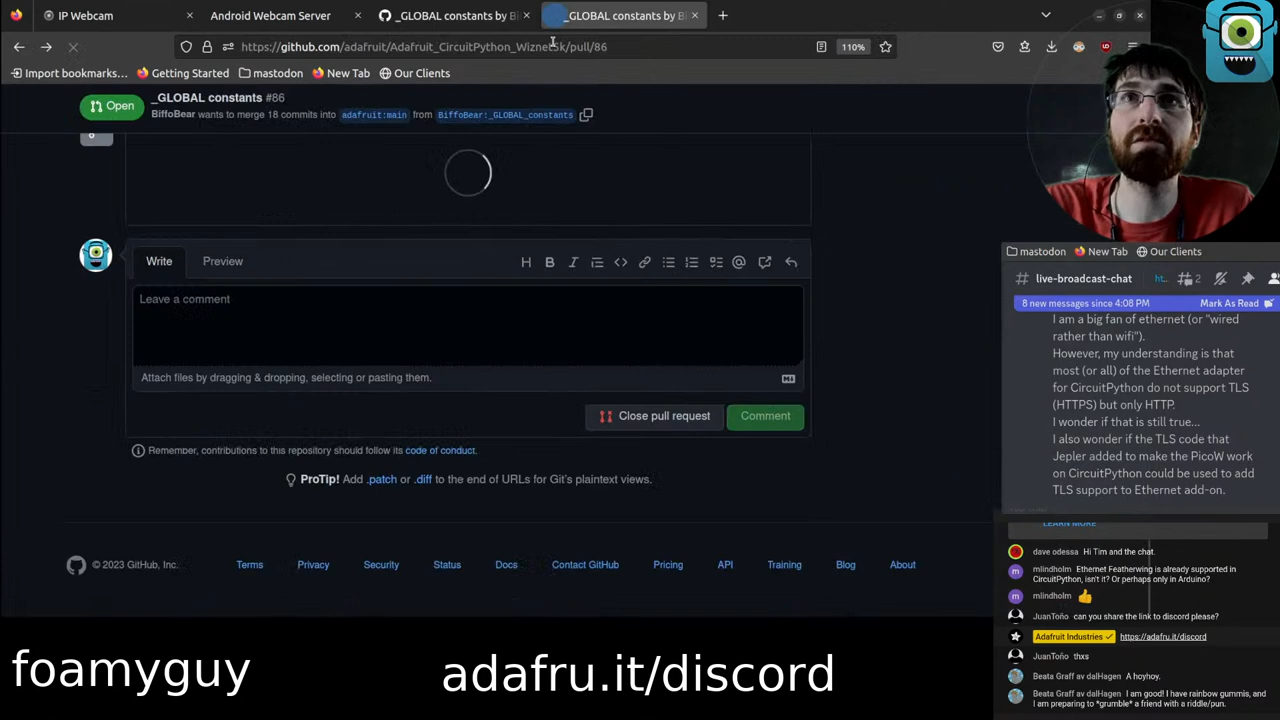 IP Webcam
Android Webcam Server
_GLOBAL constants by Bi
_GLOBAL constants by Bi
https://github.com/adafruit/Adafruit_CircuitPython_Wiznet5k/pull/86
110%
Import bookmarks...
Getting Started
mastodon
New Tab
Our Clients
Open
_GLOBAL constants #86
BiffoBear wants to merge 18 commits into adafruit:main from BiffoBear:_GLOBAL_constants
Write
Preview
Leave a comment
Attach files by dragging & dropping, selecting or pasting them.
Close pull request
Comment
Remember, contributions to this repository should follow its code of conduct.
ProTip! Add .patch or .diff to the end of URLs for Git's plaintext views.
© 2023 GitHub, Inc.
Terms
Privacy
Security
Status
Docs
Contact GitHub
Pricing
API
Training
Blog
About
foamyguy
adafru.it/discord
mastodon
New Tab
Our Clients
# live-broadcast-chat
ht...
2
8 new messages since 4:08 PM
Mark As Read
I am a big fan of ethernet (or "wired
rather than wifi").
However, my understanding is that
most (or all) of the Ethernet adapter
for CircuitPython do not support TLS
(HTTPS) but only HTTP.
I wonder if that is still true...
I also wonder if the TLS code that
Jepler added to make the PicoW work
on CircuitPython could be used to add
TLS support to Ethernet add-on.
LEARN MORE
dave odessa Hi Tim and the chat.
mlindholm Ethernet Featherwing is already supported in
CircuitPython, isn't it? Or perhaps only in Arduino?
mlindholm 👍
JuanToño can you share the link to discord please?
Adafruit Industries https://adafru.it/discord
JuanToño thxs
Beata Graff av dalHagen A hoyhoy.
Beata Graff av dalHagen I am good! I have rainbow gummis, and
I am preparing to *grumble* a friend with a riddle/pun.